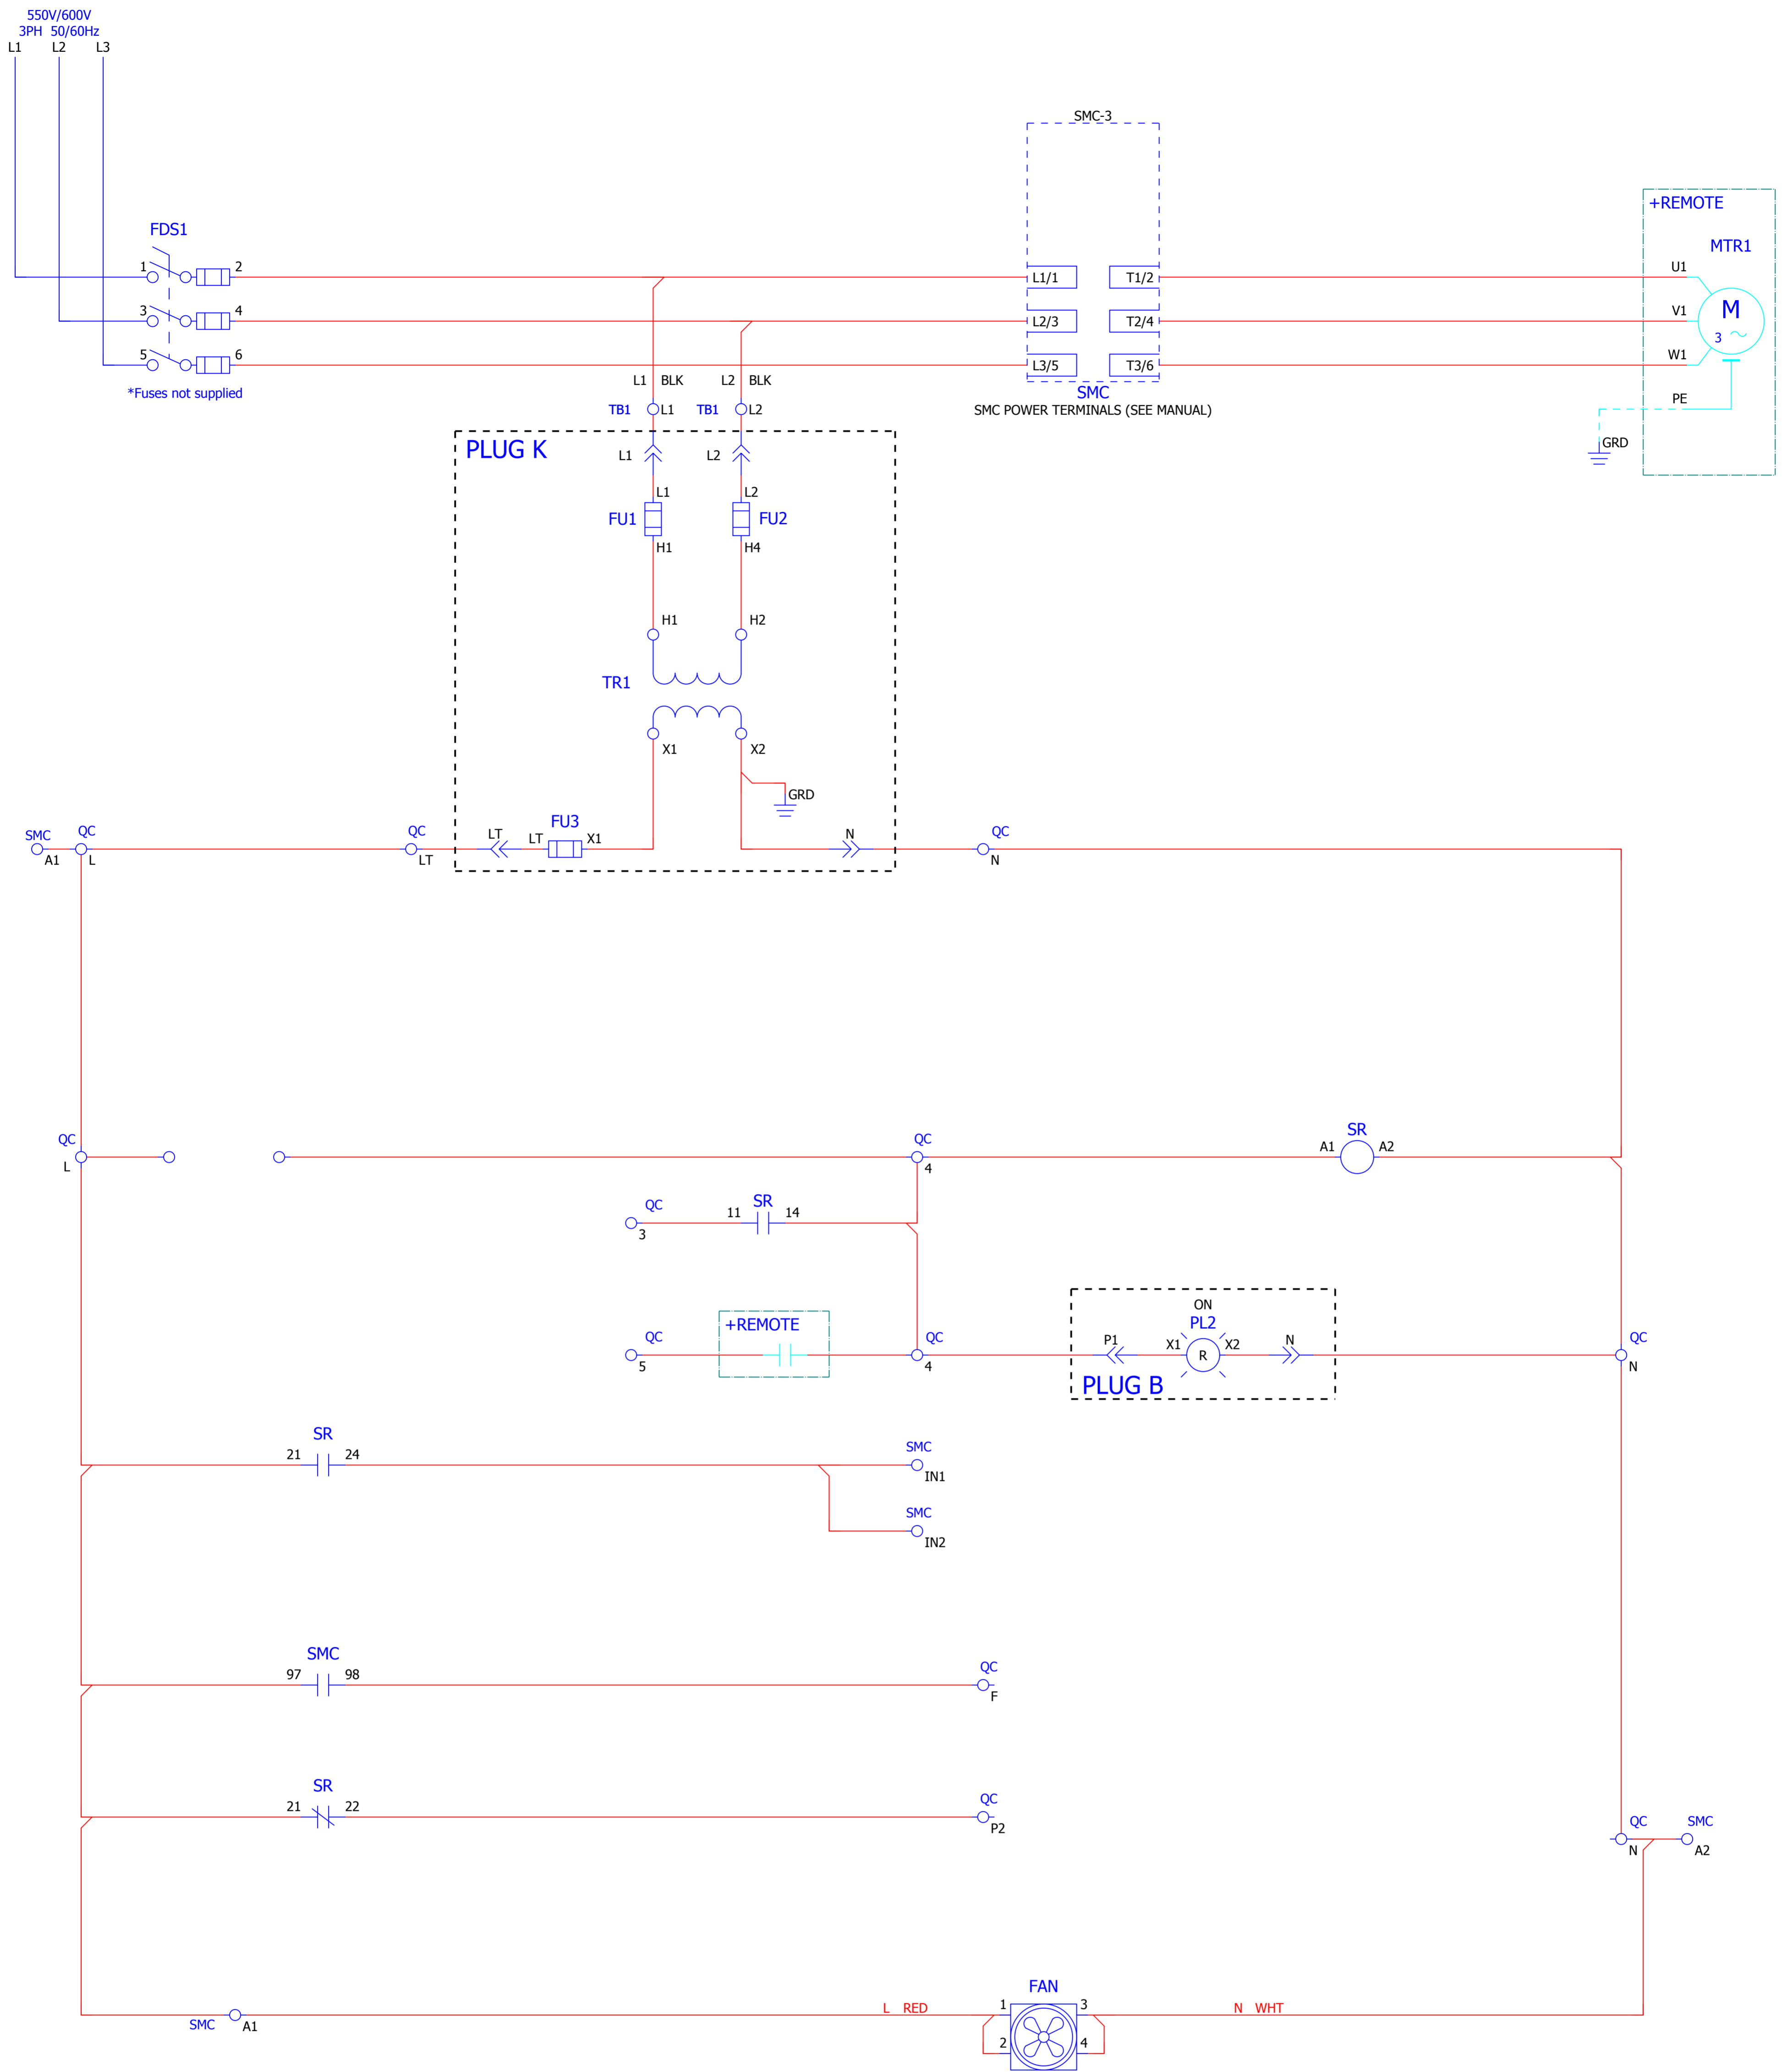 550V/600V
3PH 50/60Hz
L1 L2 L3
SMC-3
+REMOTE
MTR1
FDS1
1 2 L1/1 T1/2 U1
3 4 L2/3 T2/4 V1
M
3
5 6 L3/5 T3/6 W1
*Fuses not supplied
L1 BLK L2 BLK
SMC
SMC POWER TERMINALS (SEE MANUAL)
PE
TB1 L1 TB1 L2
GRD
PLUG K
L1 L2
L1 L2
FU1 FU2
H1 H4
H1 H2
TR1
X1 X2
GRD
SMC QC QC FU3 QC
LT LT X1 N
A1 L LT N
QC QC SR
A1 A2
L 4
QC SR
11 14
3
ON
+REMOTE PL2
QC QC P1 X1 X2 N QC
R
5 4 N
PLUG B
SR SMC
21 24
IN1
SMC
IN2
SMC QC
97 98
F
SR QC
21 22
P2
QC SMC
N A2
FAN
L RED 1 3 N WHT
SMC A1
2 4